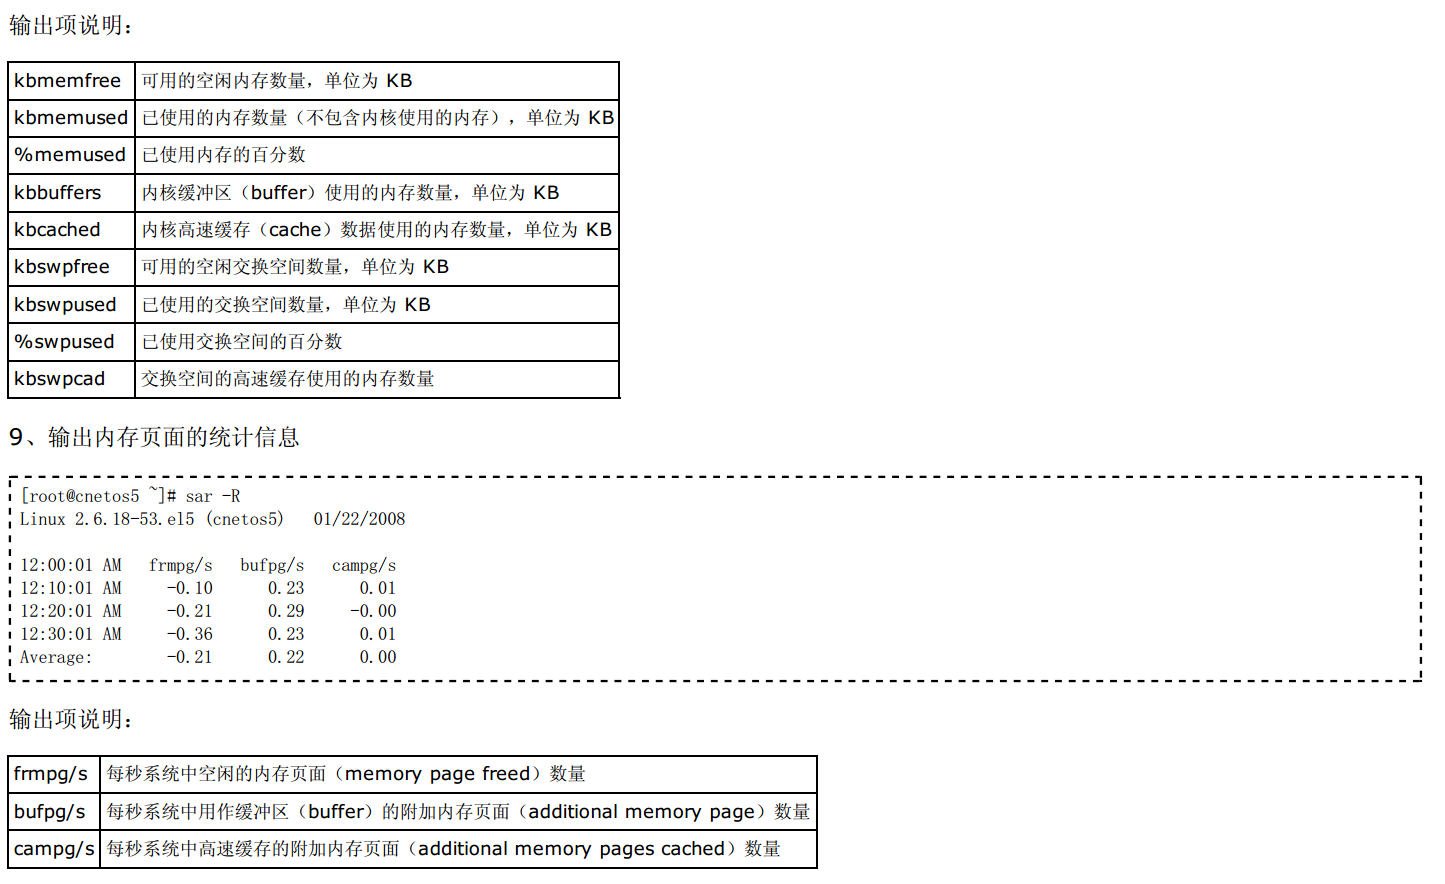 输出项说明：
kbmemfree 可用的空闲内存数量，单位为 KB
kbmemused 已使用的内存数量（不包含内核使用的内存），单位为 KB
%memused 已使用内存的百分数
kbbuffers 内核缓冲区（buffer）使用的内存数量，单位为 KB
kbcached 内核高速缓存（cache）数据使用的内存数量，单位为 KB
kbswpfree 可用的空闲交换空间数量，单位为 KB
kbswpused 已使用的交换空间数量，单位为 KB
%swpused 已使用交换空间的百分数
kbswpcad 交换空间的高速缓存使用的内存数量
9、输出内存页面的统计信息
[root@cnetos5 ~]# sar -R
Linux 2.6.18-53.el5 (cnetos5) 01/22/2008
12:00:01 AM frmpg/s bufpg/s campg/s
12:10:01 AM -0.10 0.23 0.01
12:20:01 AM -0.21 0.29 -0.00
12:30:01 AM -0.36 0.23 0.01
Average: -0.21 0.22 0.00
输出项说明：
frmpg/s 每秒系统中空闲的内存页面（memory page freed）数量
bufpg/s 每秒系统中用作缓冲区（buffer）的附加内存页面（additional memory page）数量
campg/s 每秒系统中高速缓存的附加内存页面（additional memory pages cached）数量